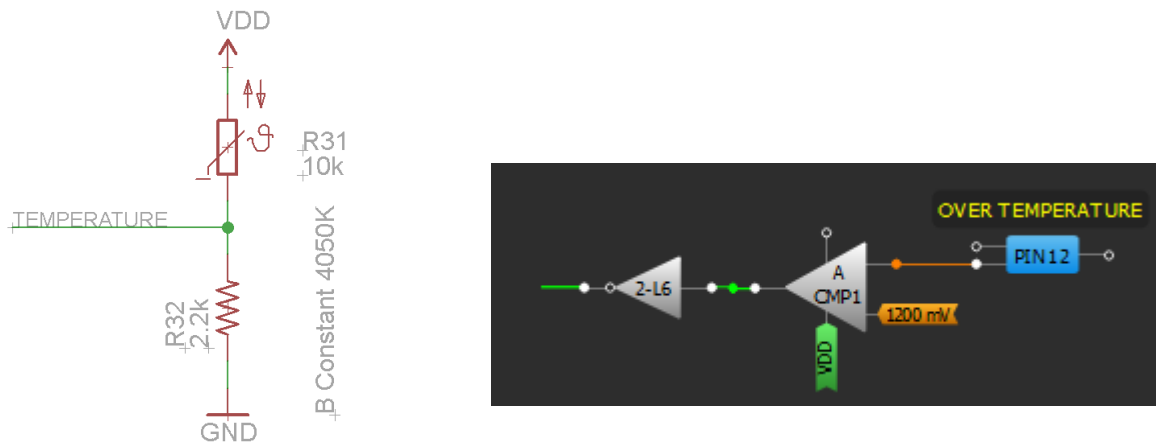 VDD
R31
10k
TEMPERATURE
B Constant 4050K
R32
2.2k
GND
OVER TEMPERATURE
PIN12
A
CMP1
2-L6
1200 mV
VDD